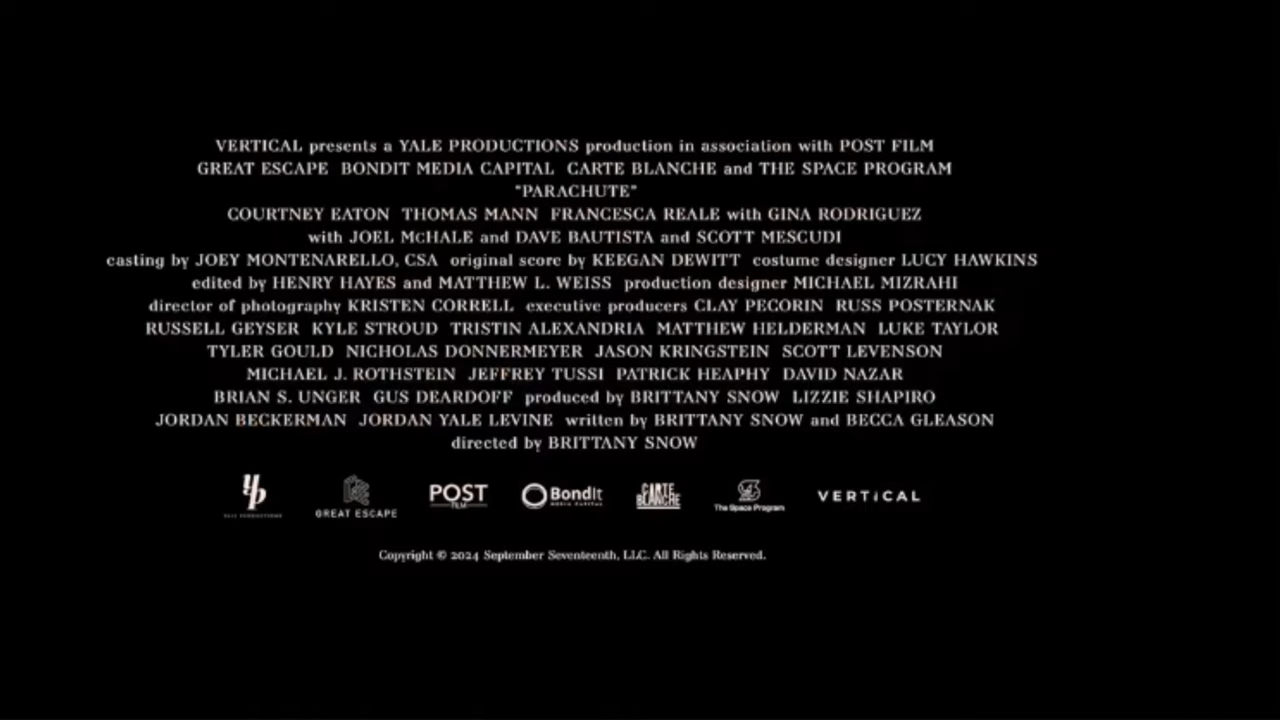 VERTICAL presents a YALE PRODUCTIONS production in association with POST FILM
GREAT ESCAPE BONDIT MEDIA CAPITAL CARTE BLANCHE and THE SPACE PROGRAM
"PARACHUTE"
COURTNEY EATON THOMAS MANN FRANCESCA REALE with GINA RODRIGUEZ
with JOEL McHALE and DAVE BAUTISTA and SCOTT MESCUDI
casting by JOEY MONTENARELLO, CSA original score by KEEGAN DEWITT costume designer LUCY HAWKINS
edited by HENRY HAYES and MATTHEW L. WEISS production designer MICHAEL MIZRAHI
director of photography KRISTEN CORRELL executive producers CLAY PECORIN RUSS POSTERNAK
RUSSELL GEYSER KYLE STROUD TRISTIN ALEXANDRIA MATTHEW HELDERMAN LUKE TAYLOR
TYLER GOULD NICHOLAS DONNERMEYER JASON KRINGSTEIN SCOTT LEVENSON
MICHAEL J. ROTHSTEIN JEFFREY TUSSI PATRICK HEAPHY DAVID NAZAR
BRIAN S. UNGER GUS DEARDOFF produced by BRITTANY SNOW LIZZIE SHAPIRO
JORDAN BECKERMAN JORDAN YALE LEVINE written by BRITTANY SNOW and BECCA GLEASON
directed by BRITTANY SNOW
yp
YALE PRODUCTIONS
GREAT ESCAPE
POST
FILM
BondIt
MEDIA CAPITAL
CARTE
BLANCHE
The Space Program
VERTiCAL
Copyright © 2024 September Seventeenth, LLC. All Rights Reserved.